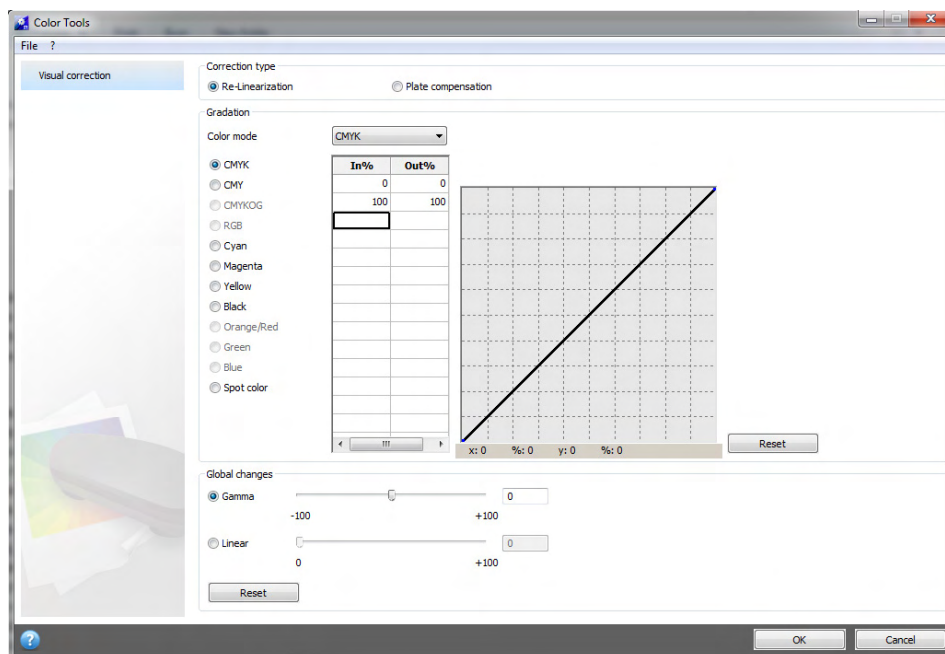 Color Tools
File ?
Visual correction
Correction type
Re-Linearization Plate compensation
Gradation
Color mode CMYK
CMYK
CMY
CMYKOG
RGB
Cyan
Magenta
Yellow
Black
Orange/Red
Green
Blue
Spot color
In% Out%
0 0
100 100
x: 0 %: 0 y: 0 %: 0
Reset
Global changes
Gamma 0
-100 +100
Linear 0
0 +100
Reset
? OK Cancel